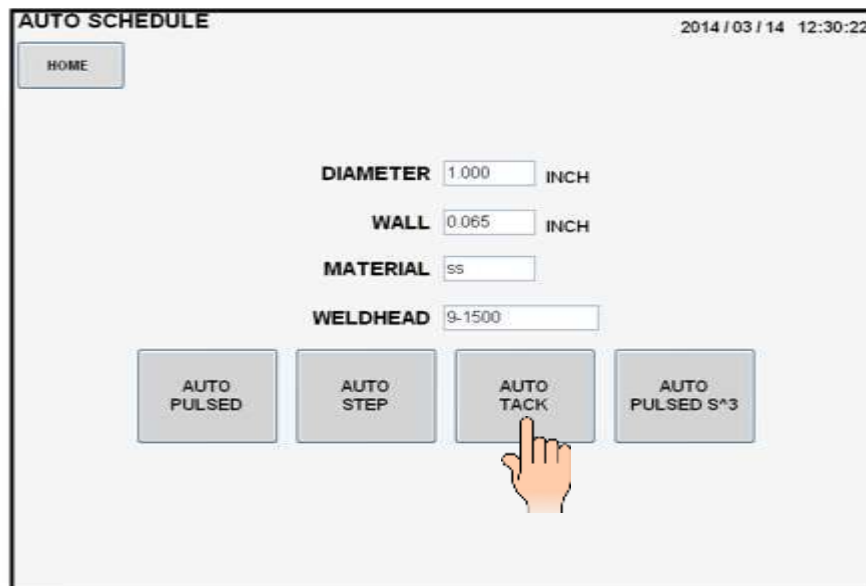 AUTO SCHEDULE
2014 / 03 / 14 12:30:22
HOME
DIAMETER 1.000 INCH
WALL 0.065 INCH
MATERIAL ss
WELDHEAD 9-1500
AUTO PULSED
AUTO STEP
AUTO TACK
AUTO PULSED S^3